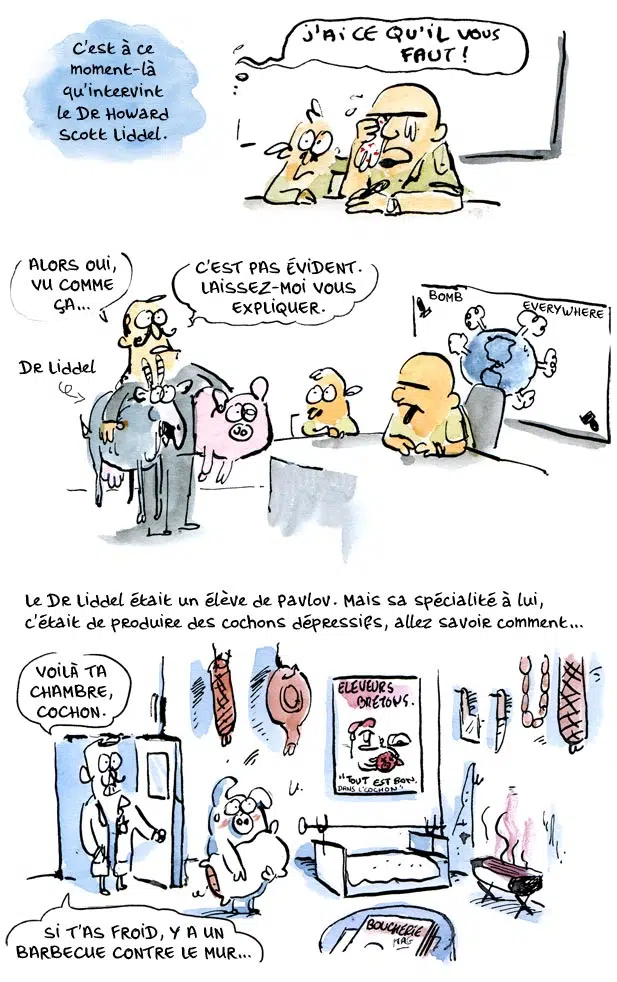 C'est à ce
moment-là
qu'intervint
le Dr Howard
Scott Liddel.
J'AI CE QU'IL VOUS
FAUT !
ALORS OUI,
VU COMME
ÇA...
C'EST PAS ÉVIDENT.
LAISSEZ-MOI VOUS
EXPLIQUER.
BOMB
EVERYWHERE
Dr Liddel
Le Dr Liddel était un élève de Pavlov. Mais sa spécialité à lui,
c'était de produire des cochons dépressifs, allez savoir comment...
VOILÀ TA
CHAMBRE,
COCHON.
ELEVEURS
BRETONS.
"TOUT EST BON
DANS L'COCHON"
SI T'AS FROID, Y A UN
BARBECUE CONTRE LE MUR...
BOUCHERIE
MAG